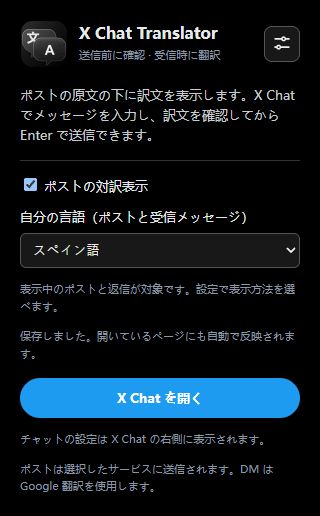 文
A
X Chat Translator
送信前に確認 · 受信時に翻訳
ポストの原文の下に訳文を表示します。X Chat
でメッセージを入力し、訳文を確認してから
Enter で送信できます。
ポストの対訳表示
自分の言語（ポストと受信メッセージ）
スペイン語
表示中のポストと返信が対象です。設定で表示方法を選
べます。
保存しました。開いているページにも自動で反映されま
す。
X Chat を開く
チャットの設定は X Chat の右側に表示されます。
ポストは選択したサービスに送信されます。DM は
Google 翻訳を使用します。